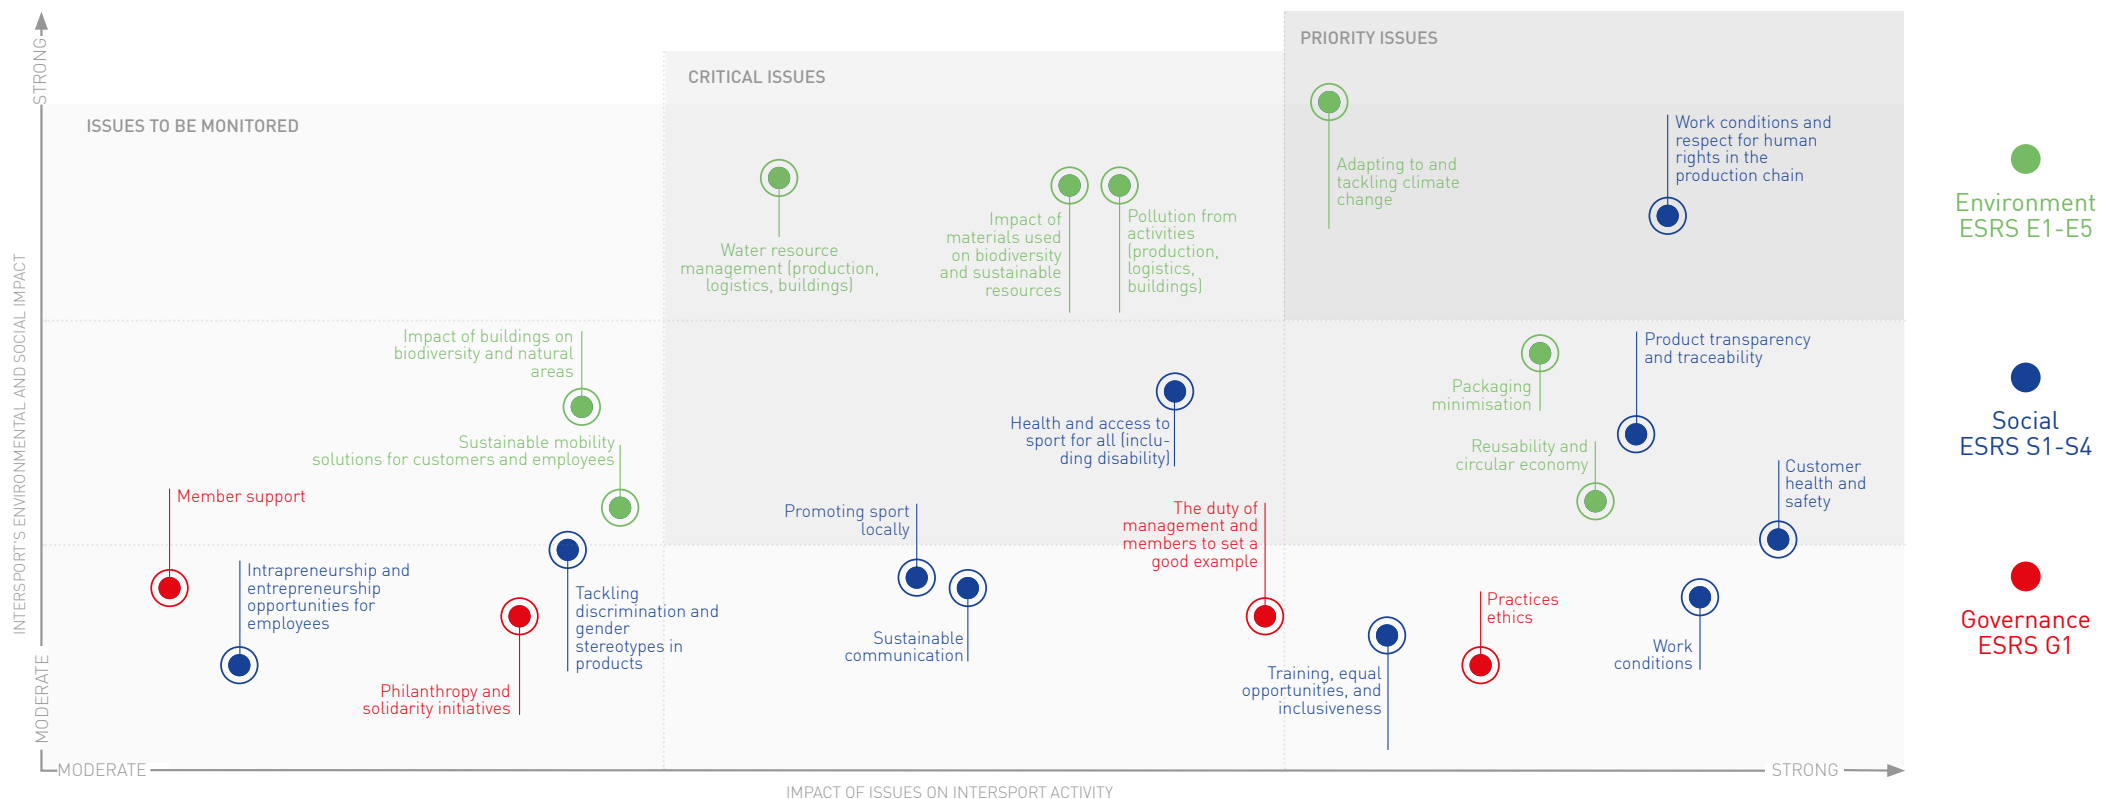 STRONG
INTERSPORT'S ENVIRONMENTAL AND SOCIAL IMPACT
MODERATE
ISSUES TO BE MONITORED
CRITICAL ISSUES
PRIORITY ISSUES
Water resource
management (production,
logistics, buildings)
Impact of
materials used
on biodiversity
and sustainable
resources
Pollution from
activities
(production,
logistics,
buildings)
Adapting to and
tackling climate
change
Work conditions and
respect for human
rights in the
production chain
Impact of buildings on
biodiversity and natural
areas
Sustainable mobility
solutions for customers and employees
Health and access to
sport for all (inclu-
ding disability)
Packaging
minimisation
Product transparency
and traceability
Reusability and
circular economy
Customer
health and
safety
Member support
Intrapreneurship and
entrepreneurship
opportunities for
employees
Philanthropy and
solidarity initiatives
Tackling
discrimination and
gender
stereotypes in
products
Promoting sport
locally
Sustainable
communication
The duty of
management and
members to set a
good example
Training, equal
opportunities, and
inclusiveness
Practices
ethics
Work
conditions
MODERATE
STRONG
IMPACT OF ISSUES ON INTERSPORT ACTIVITY
Environment
ESRS E1-E5
Social
ESRS S1-S4
Governance
ESRS G1